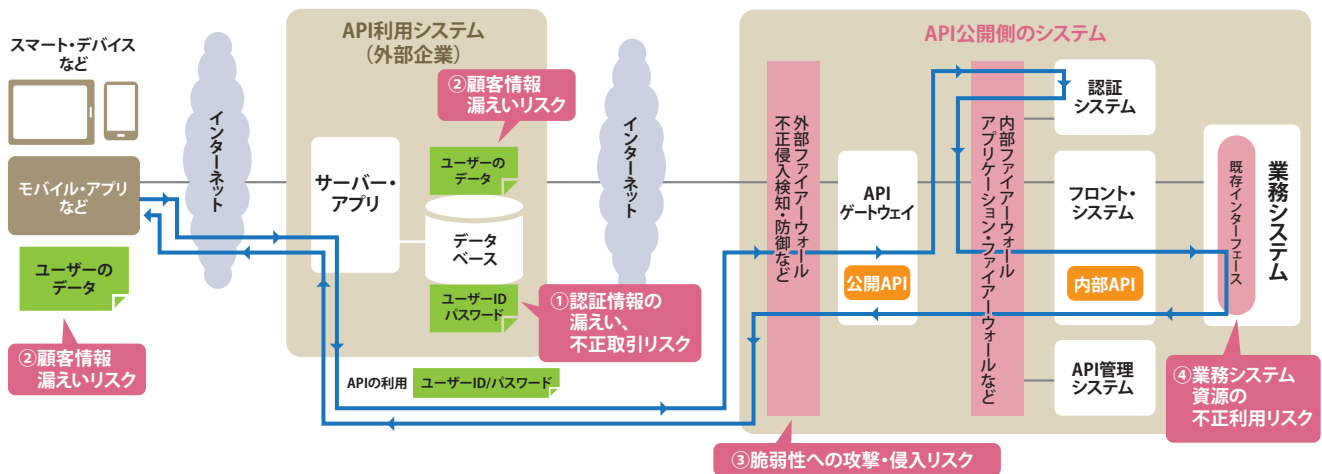 スマート・デバイス
など
モバイル・アプリ
など
ユーザーの
データ
②顧客情報
漏えいリスク
インターネット
API利用システム
（外部企業）
②顧客情報
漏えいリスク
サーバー・
アプリ
ユーザーの
データ
データ
ベース
ユーザーID
パスワード
①認証情報の
漏えい、
不正取引リスク
APIの利用
ユーザーID/パスワード
インターネット
API公開側のシステム
外部ファイアーウォール
不正侵入検知・防御など
API
ゲートウェイ
公開API
内部ファイアーウォール
アプリケーション・ファイアーウォールなど
認証
システム
フロント・
システム
内部API
API管理
システム
業務システム
既存インターフェース
③脆弱性への攻撃・侵入リスク
④業務システム
資源の
不正利用リスク